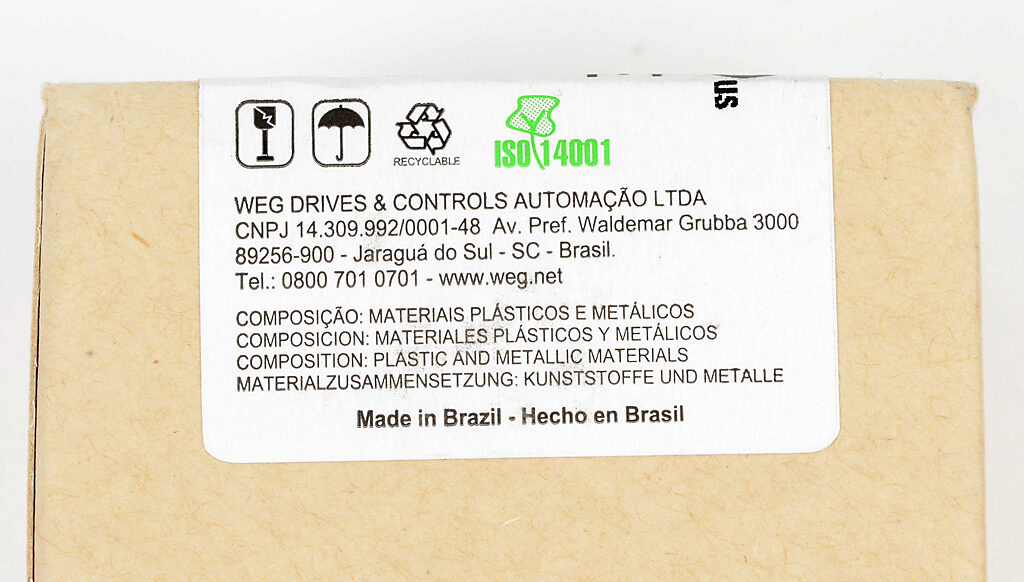 us
RECYCLABLE
ISO 14001
WEG DRIVES & CONTROLS AUTOMAÇÃO LTDA
CNPJ 14.309.992/0001-48 Av. Pref. Waldemar Grubba 3000
89256-900 - Jaraguá do Sul - SC - Brasil.
Tel.: 0800 701 0701 - www.weg.net
COMPOSIÇÃO: MATERIAIS PLÁSTICOS E METÁLICOS
COMPOSICION: MATERIALES PLÁSTICOS Y METÁLICOS
COMPOSITION: PLASTIC AND METALLIC MATERIALS
MATERIALZUSAMMENSETZUNG: KUNSTSTOFFE UND METALLE
Made in Brazil - Hecho en Brasil